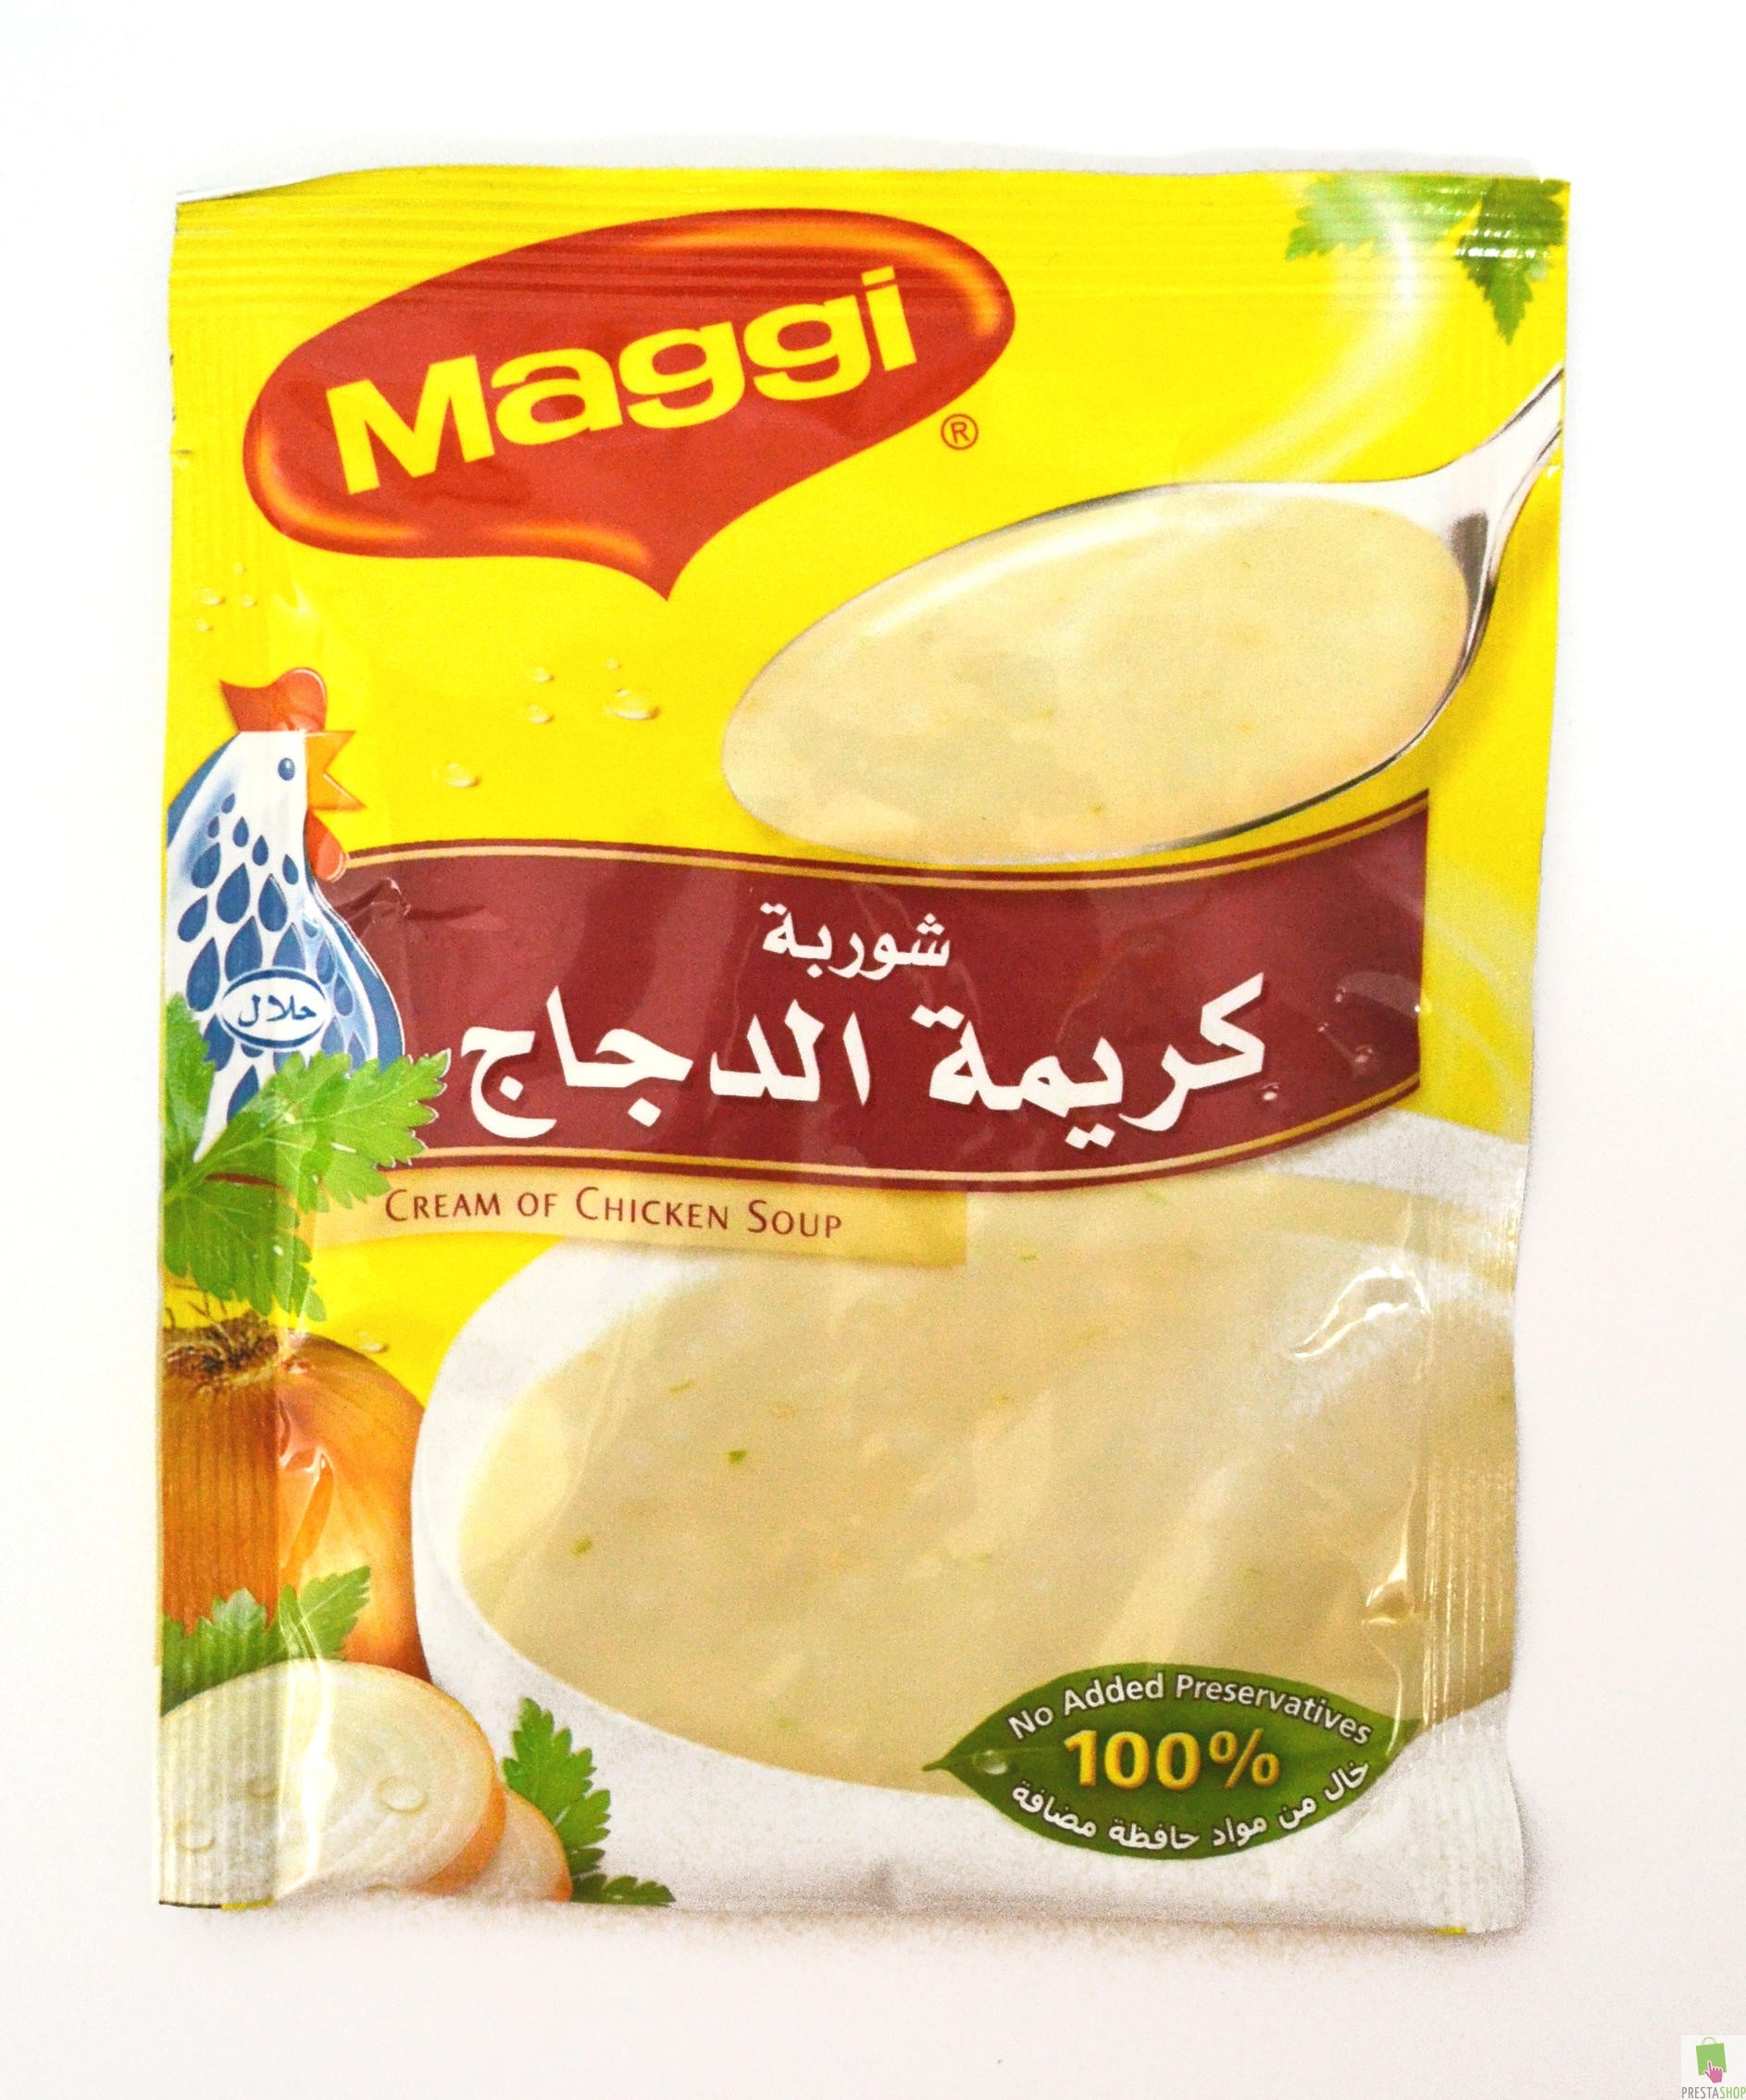 Maggi
®
شوربة
كريمة الدجاج
حلال
CREAM OF CHICKEN SOUP
No Added Preservatives
100%
خال من مواد حافظة مضافة
PRESTASHOP